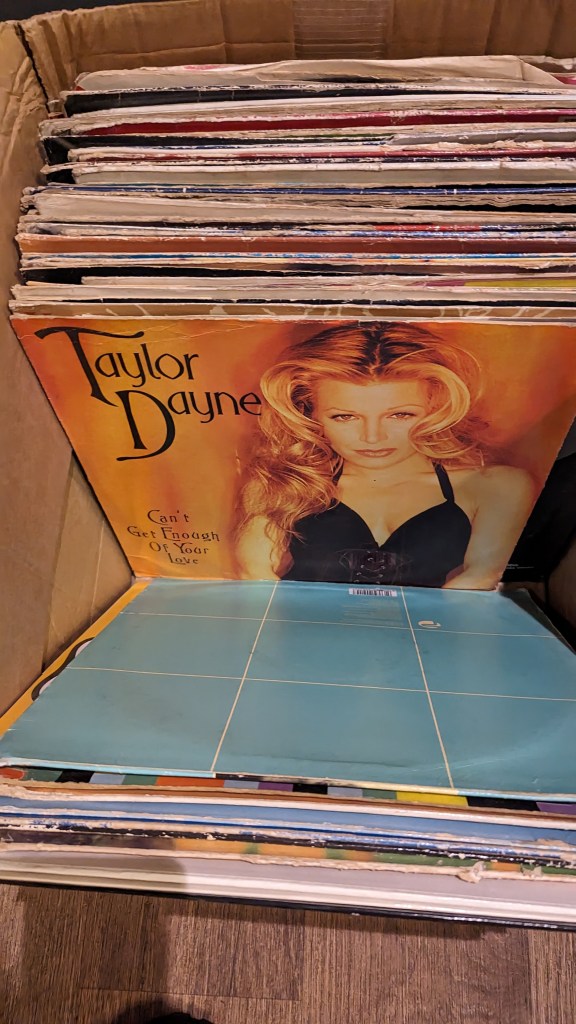 Taylor
Dayne
Can't
Get Enough
Of Your
Love